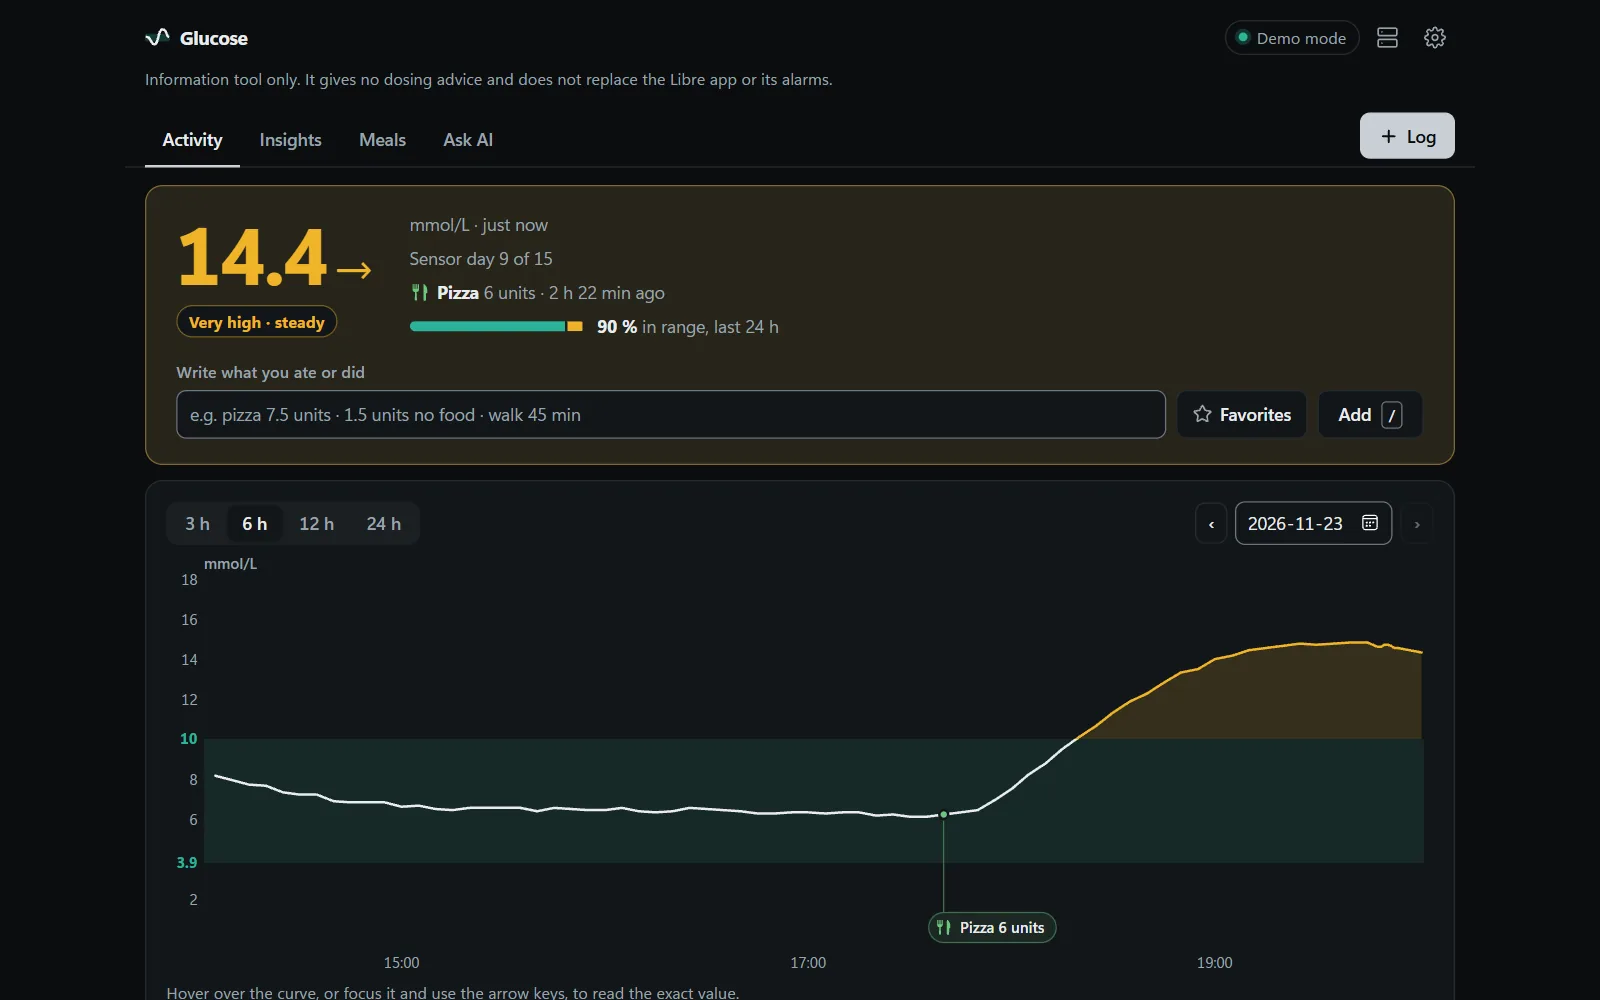 Glucose
Demo mode
Information tool only. It gives no dosing advice and does not replace the Libre app or its alarms.
Activity Insights Meals Ask AI
+ Log
14.4 →
mmol/L · just now
Sensor day 9 of 15
Pizza 6 units · 2 h 22 min ago
Very high · steady
90 % in range, last 24 h
Write what you ate or did
e.g. pizza 7.5 units · 1.5 units no food · walk 45 min
Favorites
Add /
3 h 6 h 12 h 24 h
‹ 2026-11-23 ›
mmol/L
18
16
14
12
10
8
6
3.9
2
Pizza 6 units
15:00 17:00 19:00
Hover over the curve, or focus it and use the arrow keys, to read the exact value.